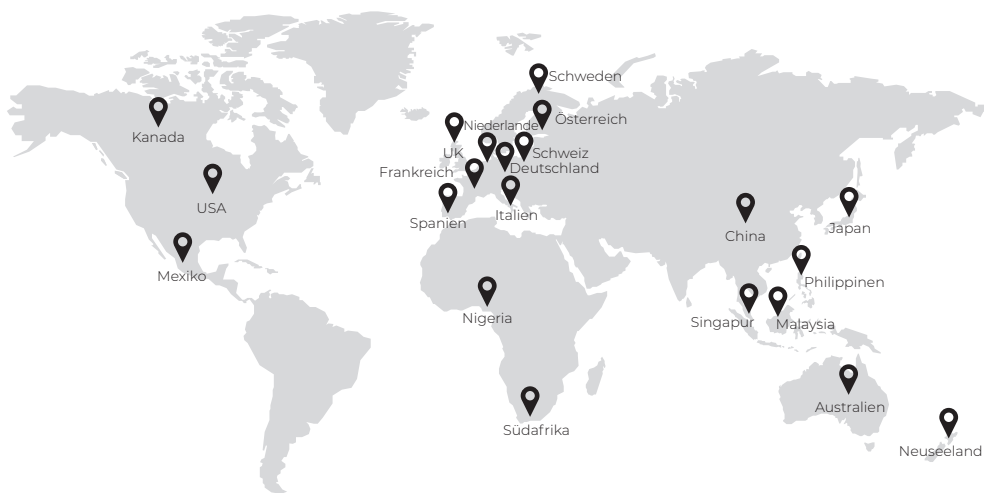 Schweden
Österreich
Niederlande
Kanada
UK
Schweiz
Deutschland
Frankreich
USA
Italien
Spanien
Japan
China
Mexiko
Philippinen
Nigeria
Singapur
Malaysia
Australien
Südafrika
Neuseeland